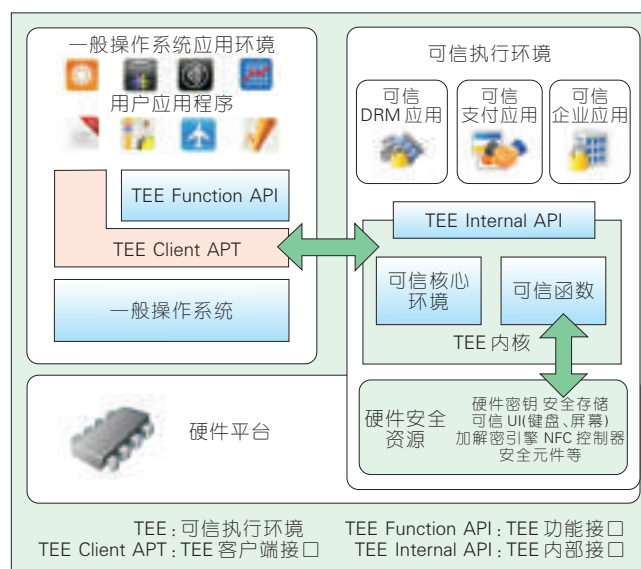 一般操作系统应用环境
用户应用程序
TEE Function API
TEE Client APT
一般操作系统
可信执行环境
可信
DRM 应用
可信
支付应用
可信
企业应用
TEE Internal API
可信核心
环境
可信函数
TEE 内核
硬件平台
硬件安全
资源
硬件密钥 安全存储
可信 UI(键盘、屏幕)
加解密引擎 NFC 控制器
安全元件等
TEE：可信执行环境
TEE Function API：TEE 功能接口
TEE Client APT：TEE 客户端接口
TEE Internal API：TEE 内部接口